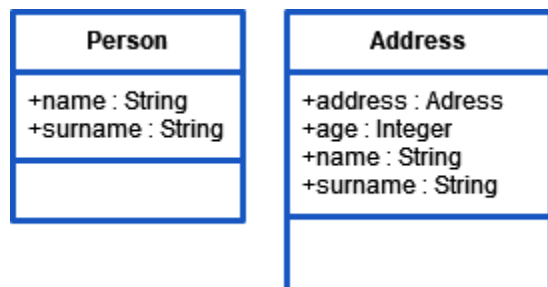 Person
+name : String
+surname : String
Address
+address : Adress
+age : Integer
+name : String
+surname : String